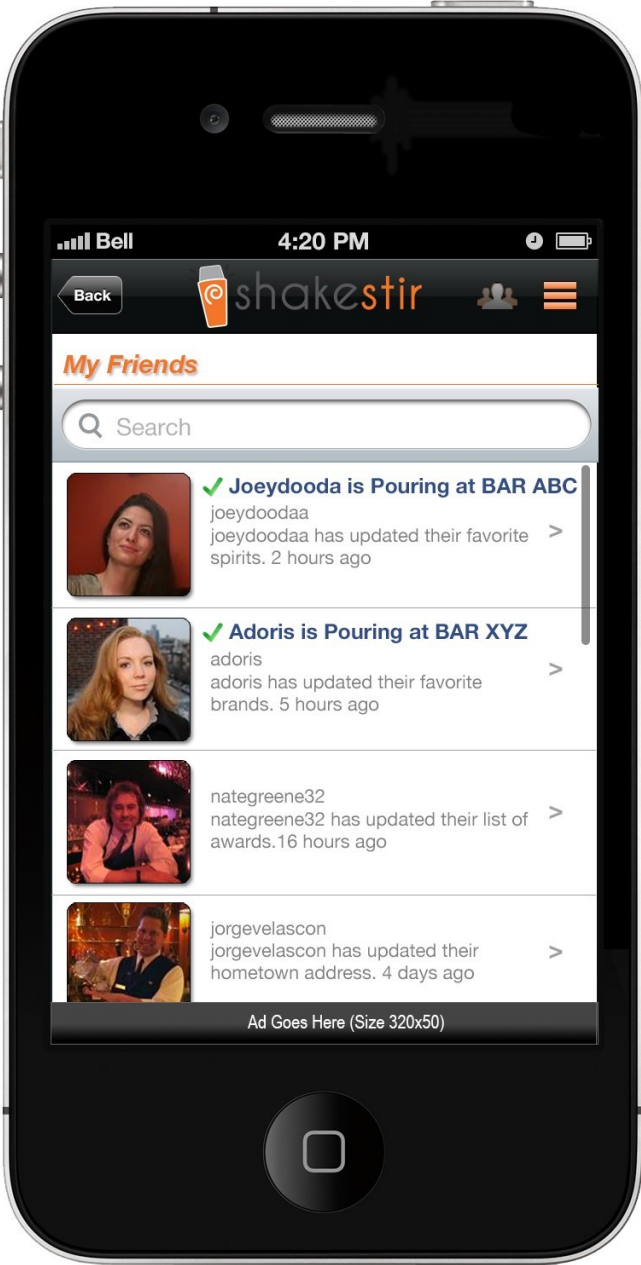 Bell
4:20 PM
Back
shakestir
My Friends
Search
Joeydooda is Pouring at BAR ABC
joeydoodaa
joeydoodaa has updated their favorite
spirits. 2 hours ago
>
Adoris is Pouring at BAR XYZ
adoris
adoris has updated their favorite
brands. 5 hours ago
>
nategreene32
nategreene32 has updated their list of
awards.16 hours ago
>
jorgevelascon
jorgevelascon has updated their
hometown address. 4 days ago
>
Ad Goes Here (Size 320x50)